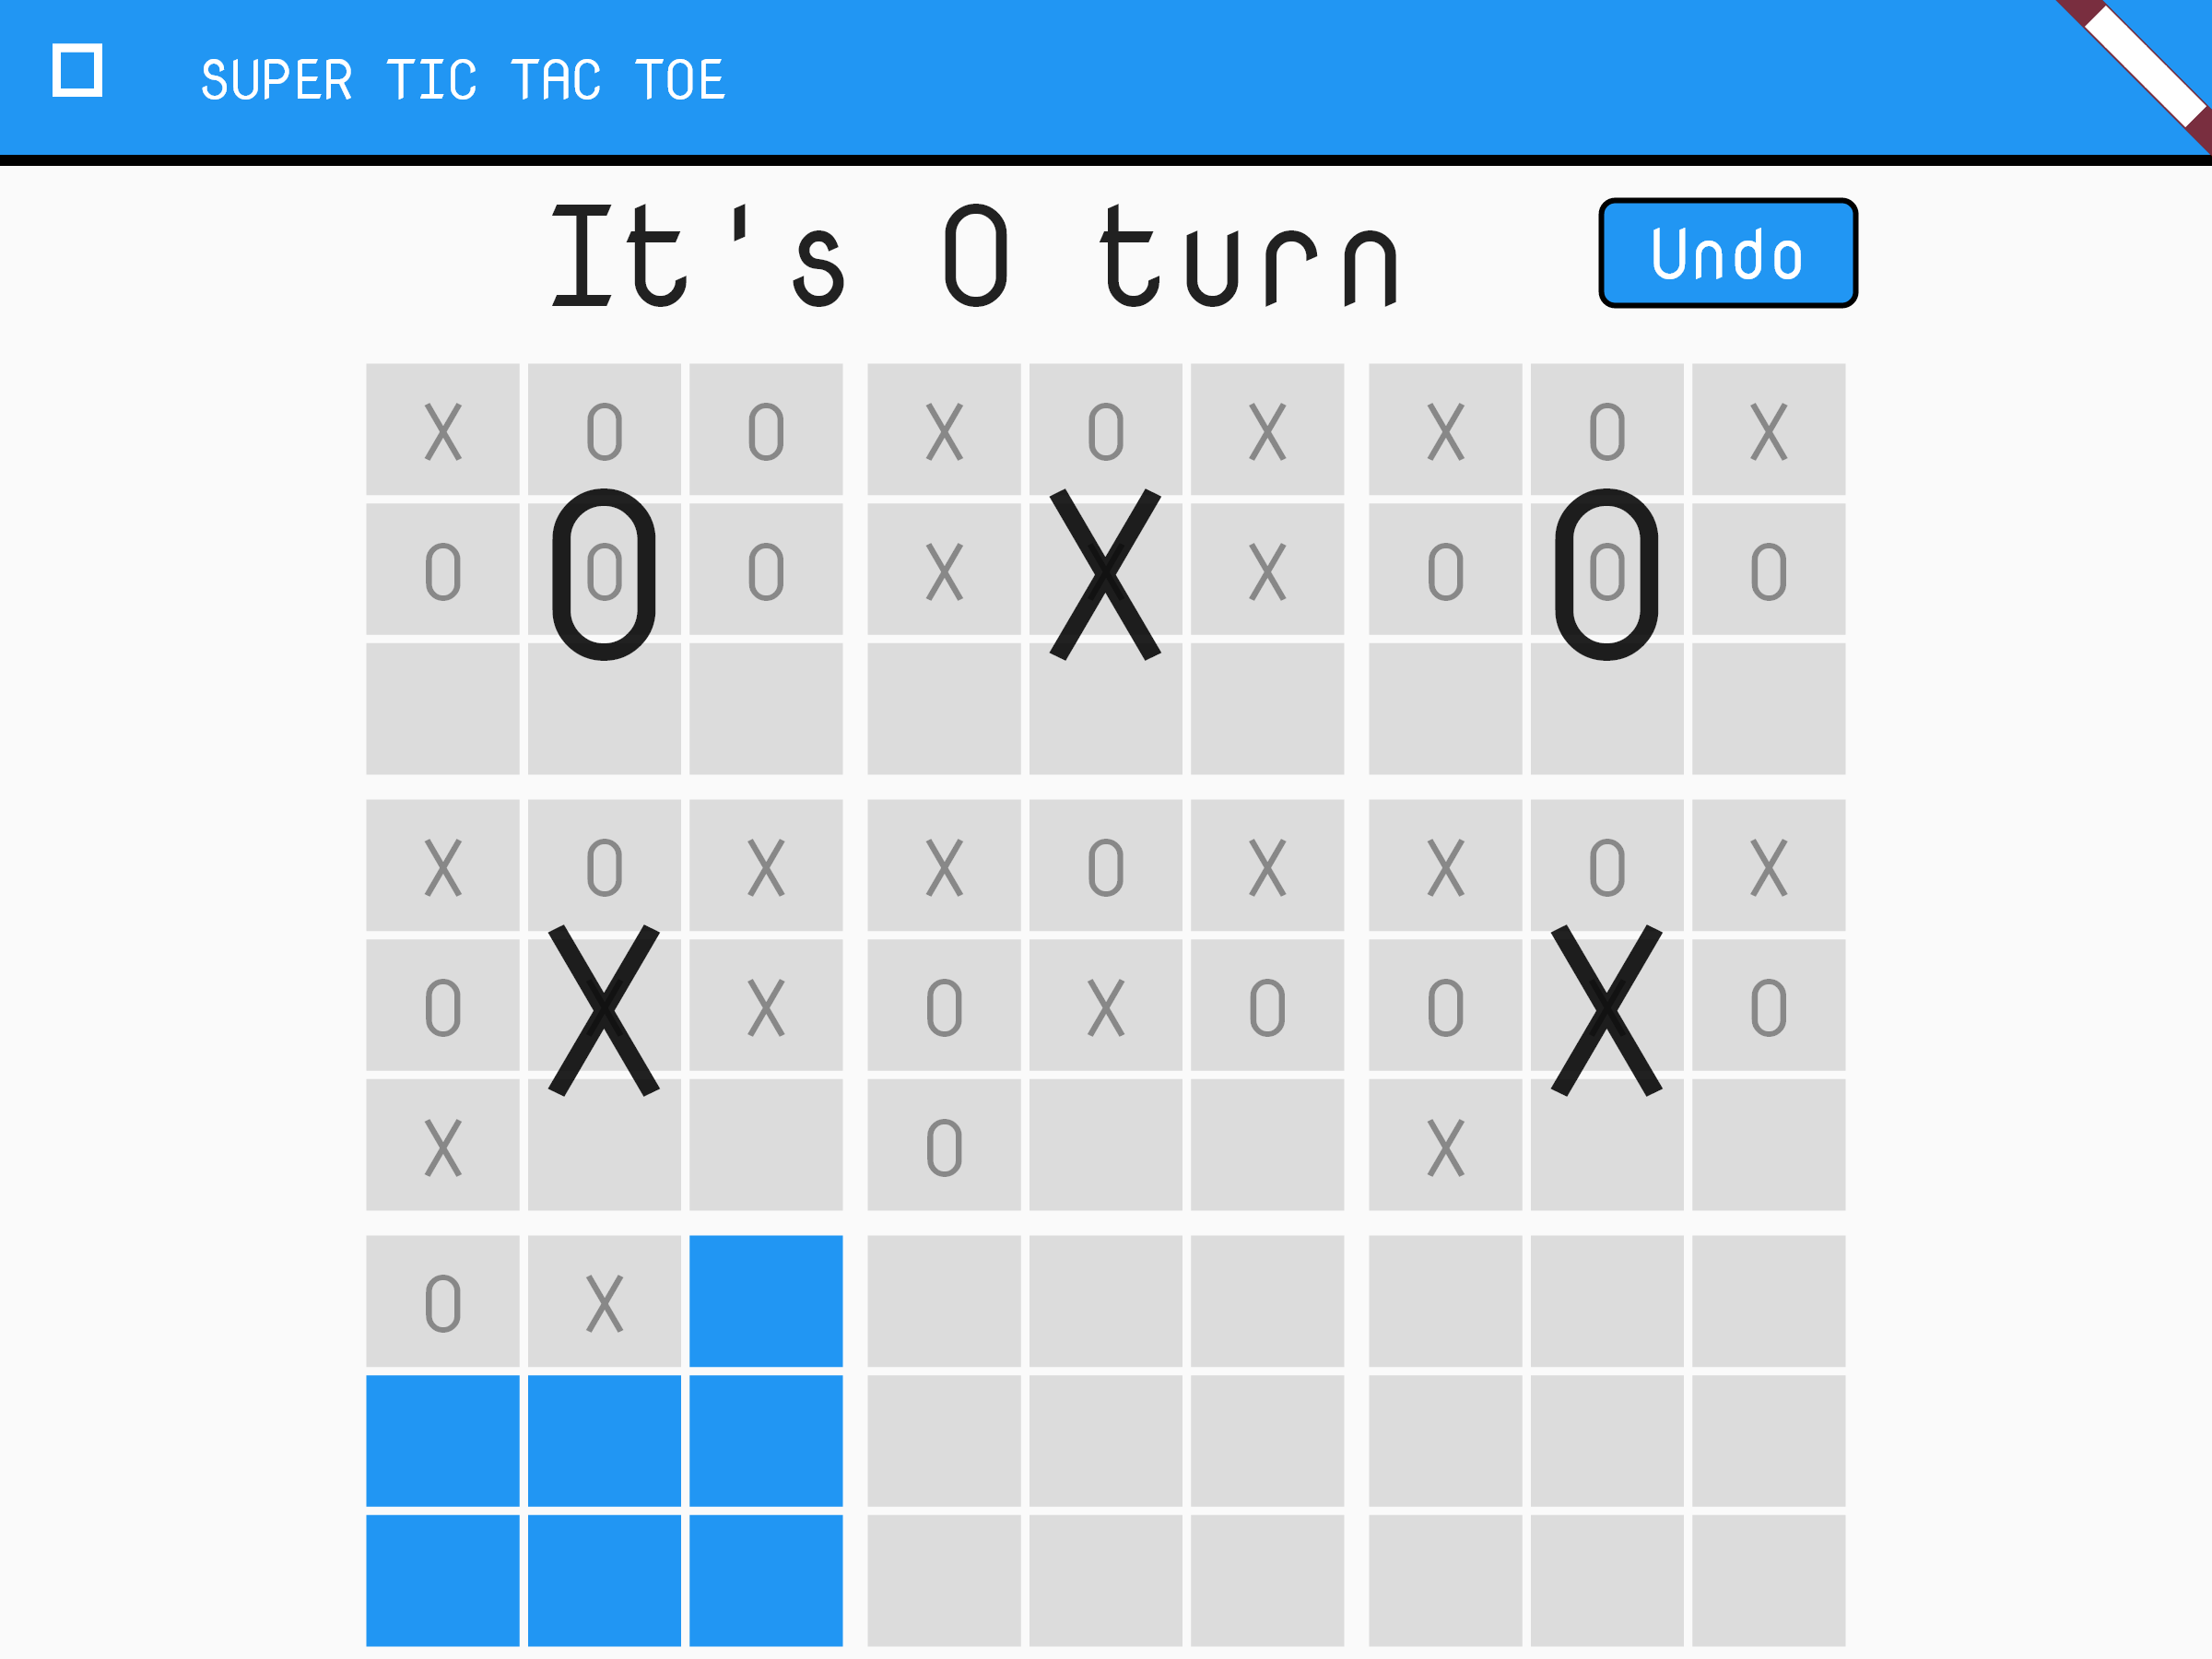 SUPER TIC TAC TOE
It's O turn
Undo
X O O X O X X O X
O X O
O O O X X X O O O
X O X X O X X O X
X X
O X X O X O O X O
X O X
O X